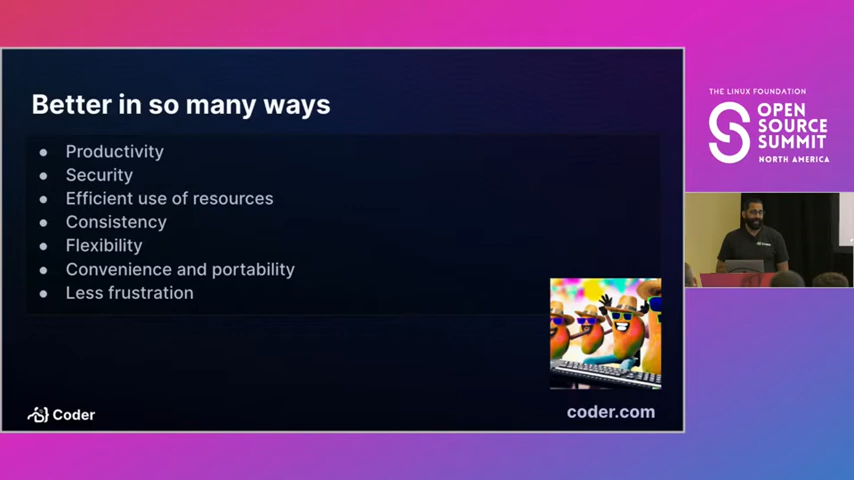 Better in so many ways
● Productivity
● Security
● Efficient use of resources
● Consistency
● Flexibility
● Convenience and portability
● Less frustration
Coder
coder.com
THE LINUX FOUNDATION
OPEN
SOURCE
SUMMIT
NORTH AMERICA